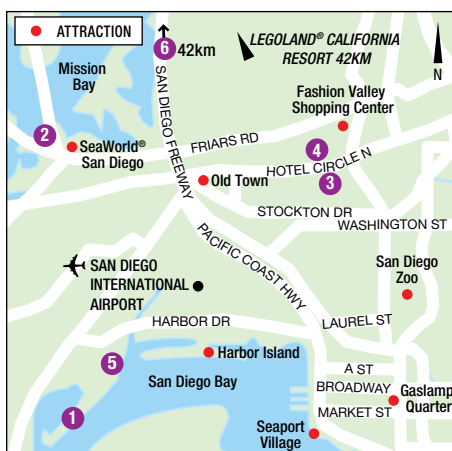 ATTRACTION
6
42km
LEGOLAND® CALIFORNIA
RESORT 42KM
N
Mission
Bay
SAN DIEGO FREEWAY
Fashion Valley
Shopping Center
2
SeaWorld®
San Diego
FRIARS RD
4
HOTEL CIRCLE N
3
Old Town
STOCKTON DR
WASHINGTON ST
PACIFIC COAST HWY
SAN DIEGO
INTERNATIONAL
AIRPORT
San Diego
Zoo
HARBOR DR
LAUREL ST
5
Harbor Island
A ST
San Diego Bay
BROADWAY
Gaslamp
Quarter
MARKET ST
1
Seaport
Village